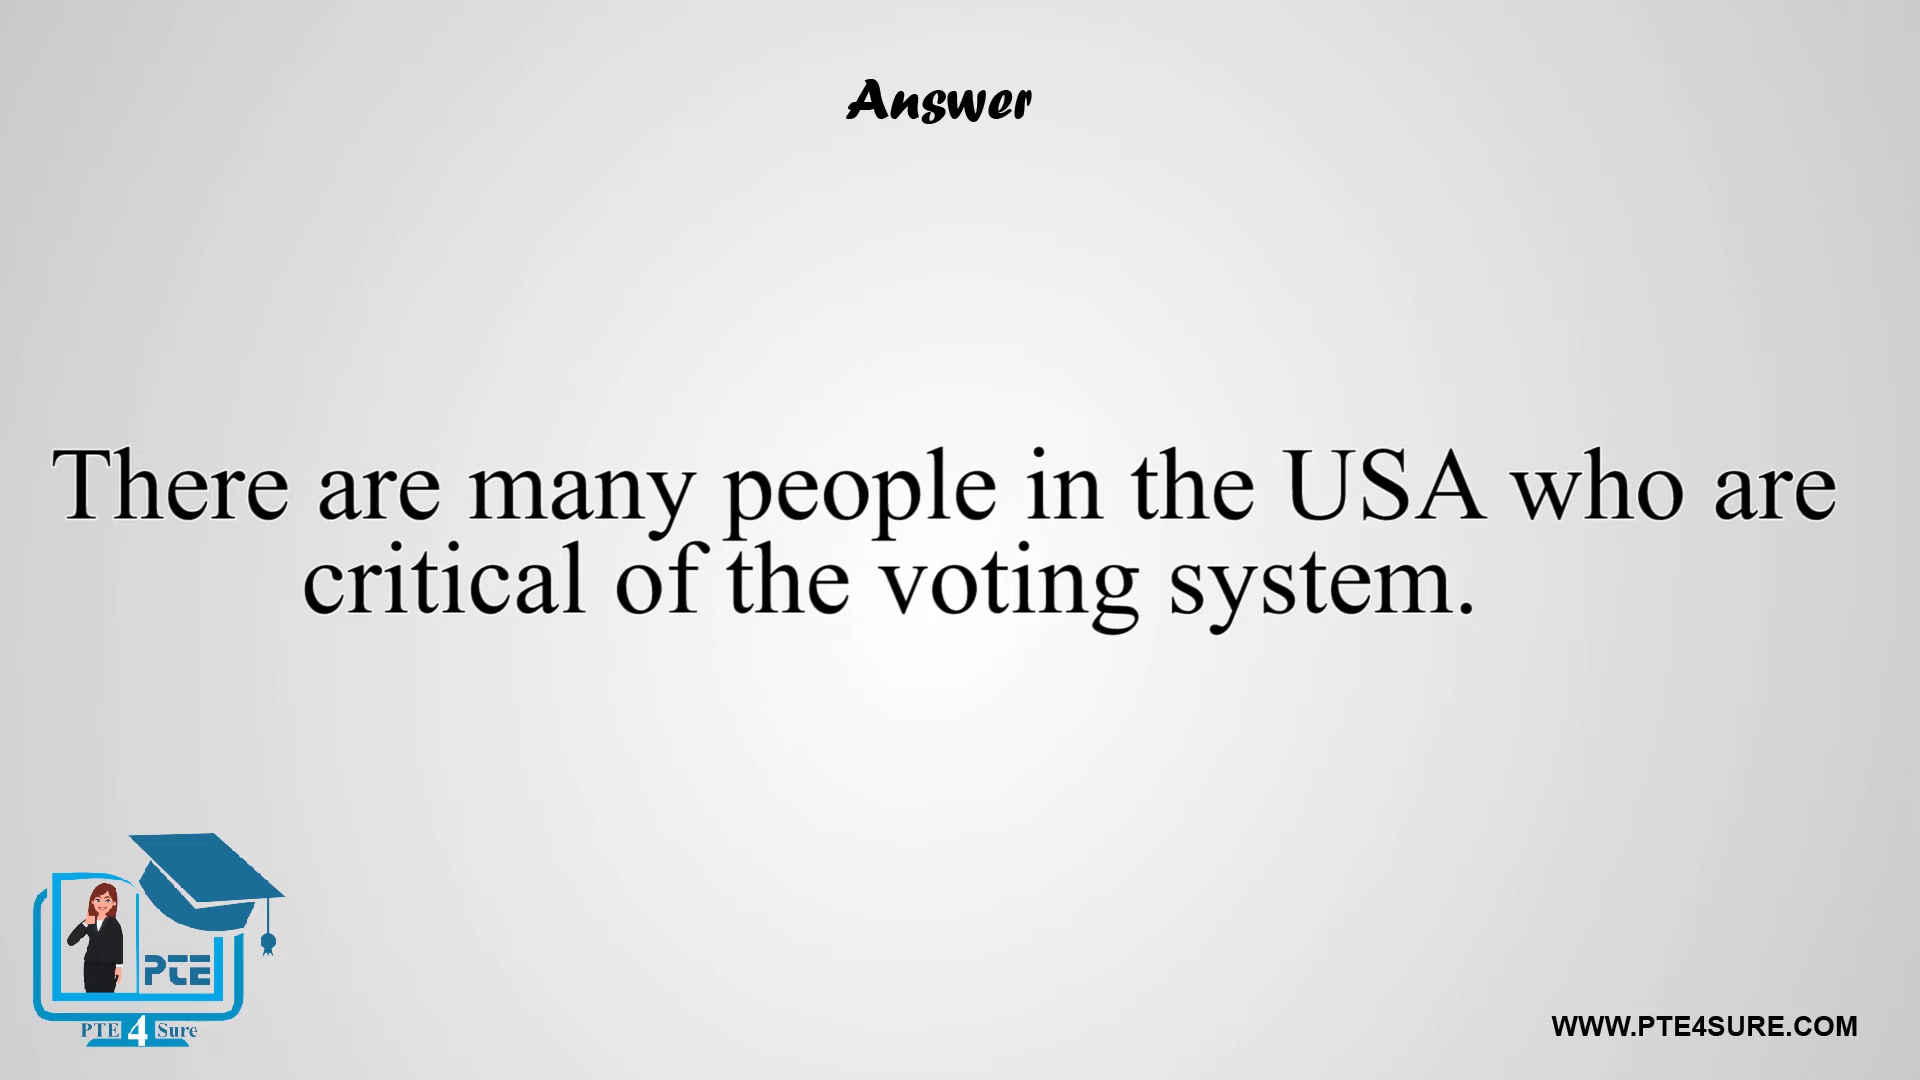 Answer
There are many people in the USA who are
critical of the voting system.
PTE
PTE 4 Sure
WWW.PTE4SURE.COM